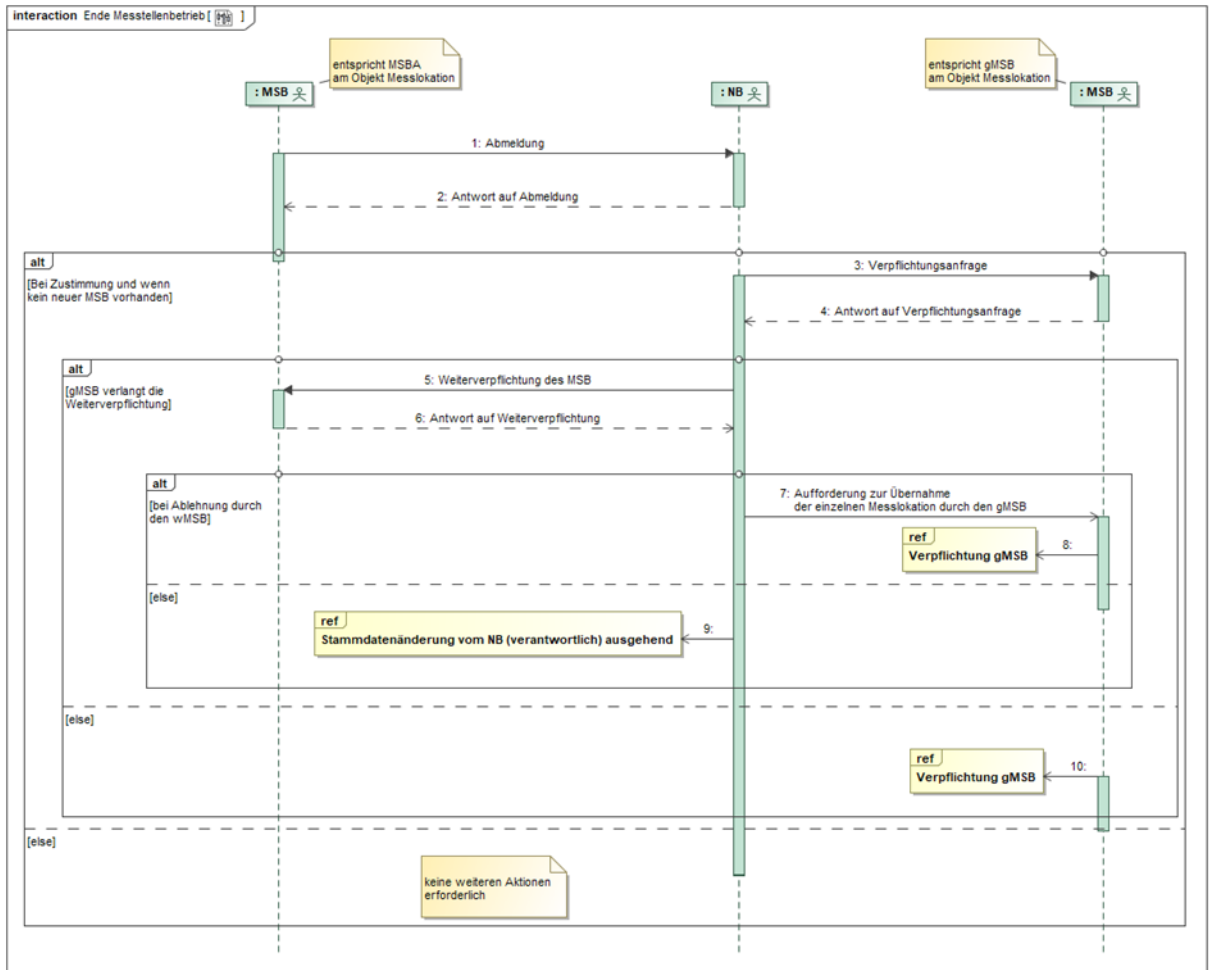 interaction Ende Messtellenbetrieb [ ]
entspricht MSBA
am Objekt Messlokation
entspricht gMSB
am Objekt Messlokation
: MSB
: NB
: MSB
1: Abmeldung
2: Antwort auf Abmeldung
alt
[Bei Zustimmung und wenn
kein neuer MSB vorhanden]
3: Verpflichtungsanfrage
4: Antwort auf Verpflichtungsanfrage
alt
[gMSB verlangt die
Weiterverpflichtung]
5: Weiterverpflichtung des MSB
6: Antwort auf Weiterverpflichtung
alt
[bei Ablehnung durch
den wMSB]
7: Aufforderung zur Übernahme
der einzelnen Messlokation durch den gMSB
ref
Verpflichtung gMSB
8:
[else]
ref
Stammdatenänderung vom NB (verantwortlich) ausgehend
9:
[else]
ref
Verpflichtung gMSB
10:
[else]
keine weiteren Aktionen
erforderlich